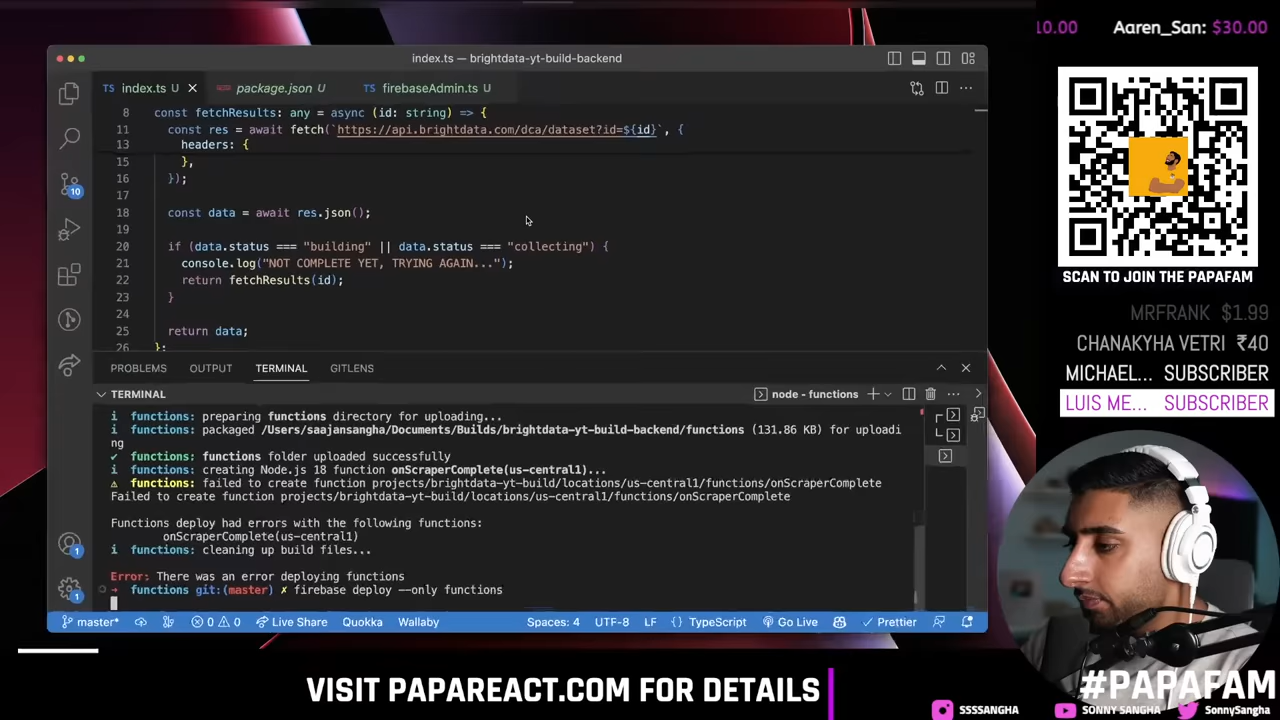 10.00 Aaren_San: $30.00
index.ts — brightdata-yt-build-backend
TS index.ts U
package.json U
TS firebaseAdmin.ts U
8 const fetchResults: any = async (id: string) => {
11 const res = await fetch(`https://api.brightdata.com/dca/dataset?id=${id}`, {
13 headers: {
15 },
16 });
17
18 const data = await res.json();
19
20 if (data.status === "building" || data.status === "collecting") {
21 console.log("NOT COMPLETE YET, TRYING AGAIN...");
22 return fetchResults(id);
23 }
24
25 return data;
26 };
10
1
1
PROBLEMS OUTPUT TERMINAL GITLENS
TERMINAL
node - functions
i functions: preparing functions directory for uploading...
i functions: packaged /Users/saajansangha/Documents/Builds/brightdata-yt-build-backend/functions (131.86 KB) for uploadi
ng
✔ functions: functions folder uploaded successfully
i functions: creating Node.js 18 function onScraperComplete(us-central1)...
⚠ functions: failed to create function projects/brightdata-yt-build/locations/us-central1/functions/onScraperComplete
Failed to create function projects/brightdata-yt-build/locations/us-central1/functions/onScraperComplete
Functions deploy had errors with the following functions:
onScraperComplete(us-central1)
i functions: cleaning up build files...
Error: There was an error deploying functions
→ functions git:(master) ✗ firebase deploy --only functions
master* 0 0 Live Share Quokka Wallaby Spaces: 4 UTF-8 LF {} TypeScript Go Live Prettier
SCAN TO JOIN THE PAPAFAM
MRFRANK $1.99
CHANAKYHA VETRI ₹40
MICHAEL... SUBSCRIBER
LUIS ME... SUBSCRIBER
VISIT PAPAREACT.COM FOR DETAILS
#PAPAFAM
SSSSANGHA SONNY SANGHA SonnySangha